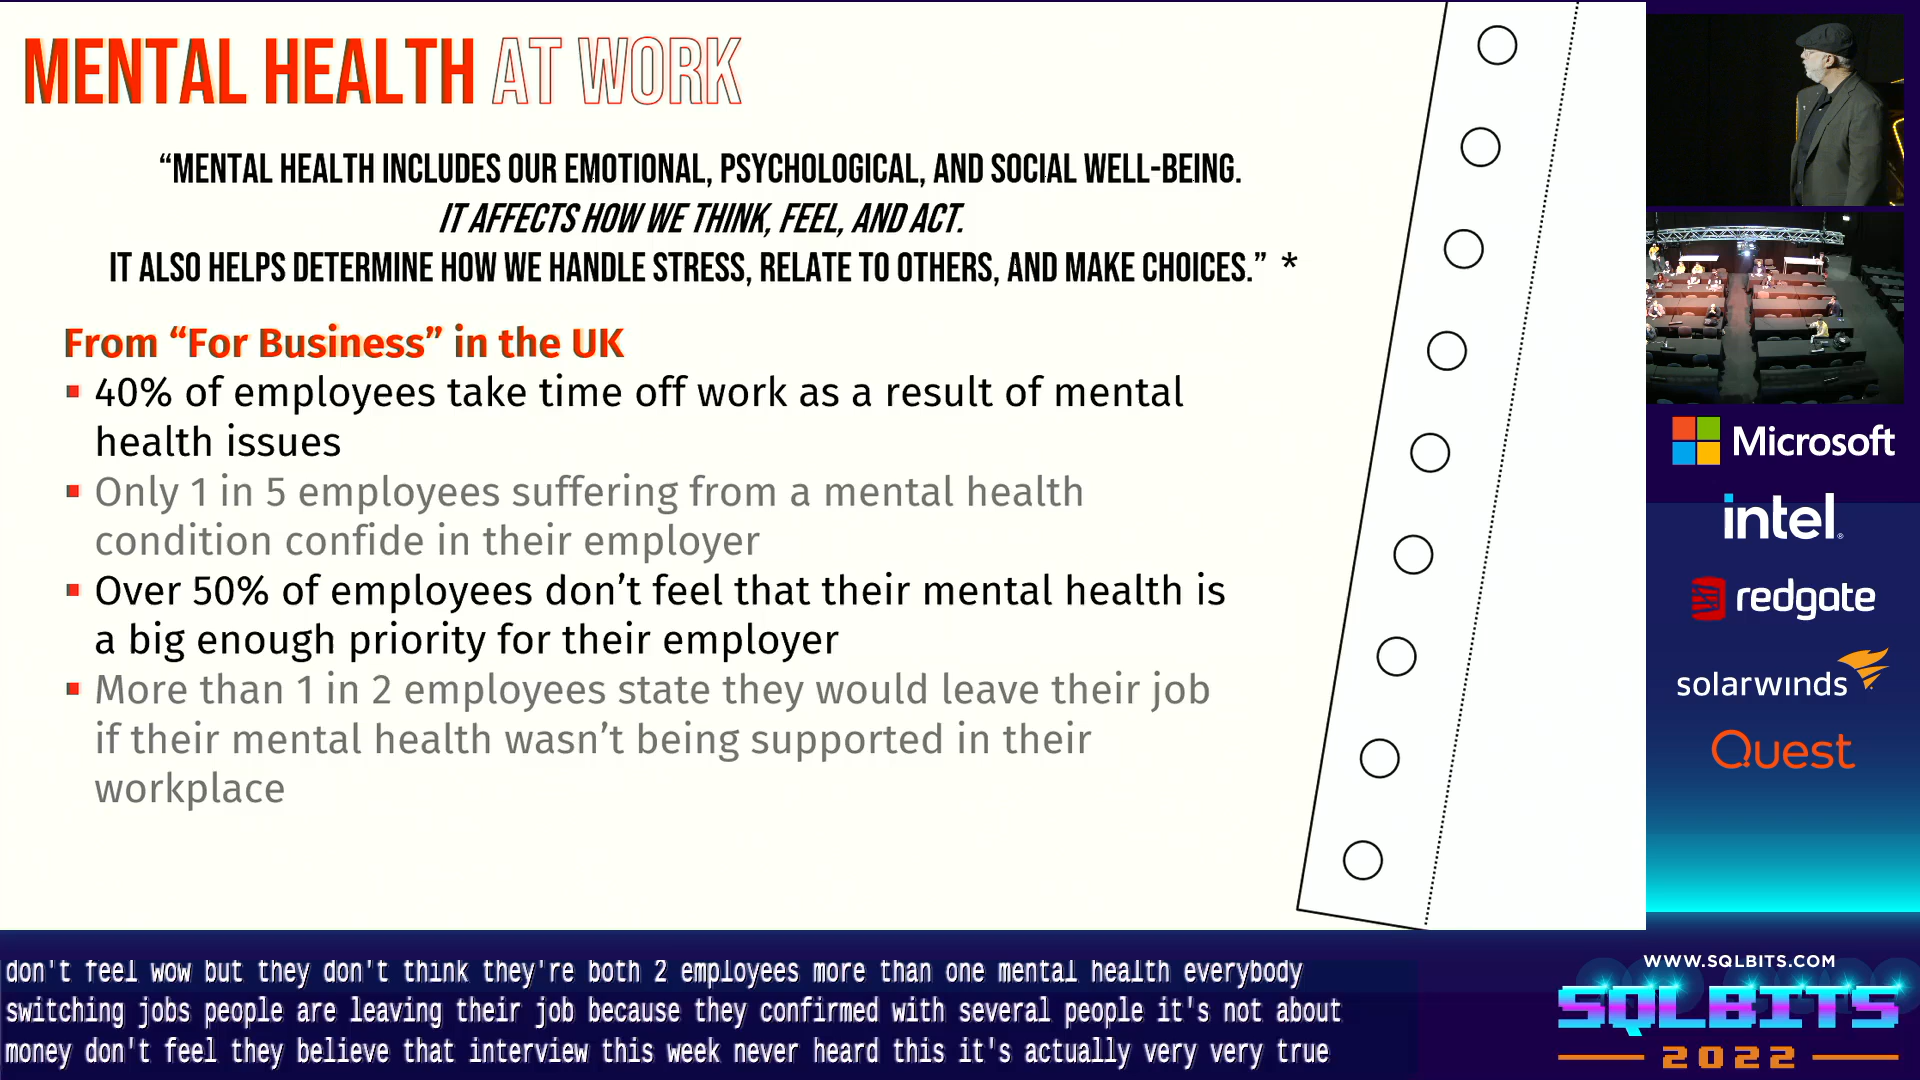 MENTAL HEALTH AT WORK
“MENTAL HEALTH INCLUDES OUR EMOTIONAL, PSYCHOLOGICAL, AND SOCIAL WELL-BEING.
IT AFFECTS HOW WE THINK, FEEL, AND ACT.
IT ALSO HELPS DETERMINE HOW WE HANDLE STRESS, RELATE TO OTHERS, AND MAKE CHOICES.” *
From “For Business” in the UK
▪ 40% of employees take time off work as a result of mental
health issues
▪ Only 1 in 5 employees suffering from a mental health
condition confide in their employer
▪ Over 50% of employees don’t feel that their mental health is
a big enough priority for their employer
▪ More than 1 in 2 employees state they would leave their job
if their mental health wasn’t being supported in their
workplace
Microsoft
intel.
redgate
solarwinds
Quest
don't feel wow but they don't think they're both 2 employees more than one mental health everybody
switching jobs people are leaving their job because they confirmed with several people it's not about
money don't feel they believe that interview this week never heard this it's actually very very true
WWW.SQLBITS.COM
SQLBITS
2022